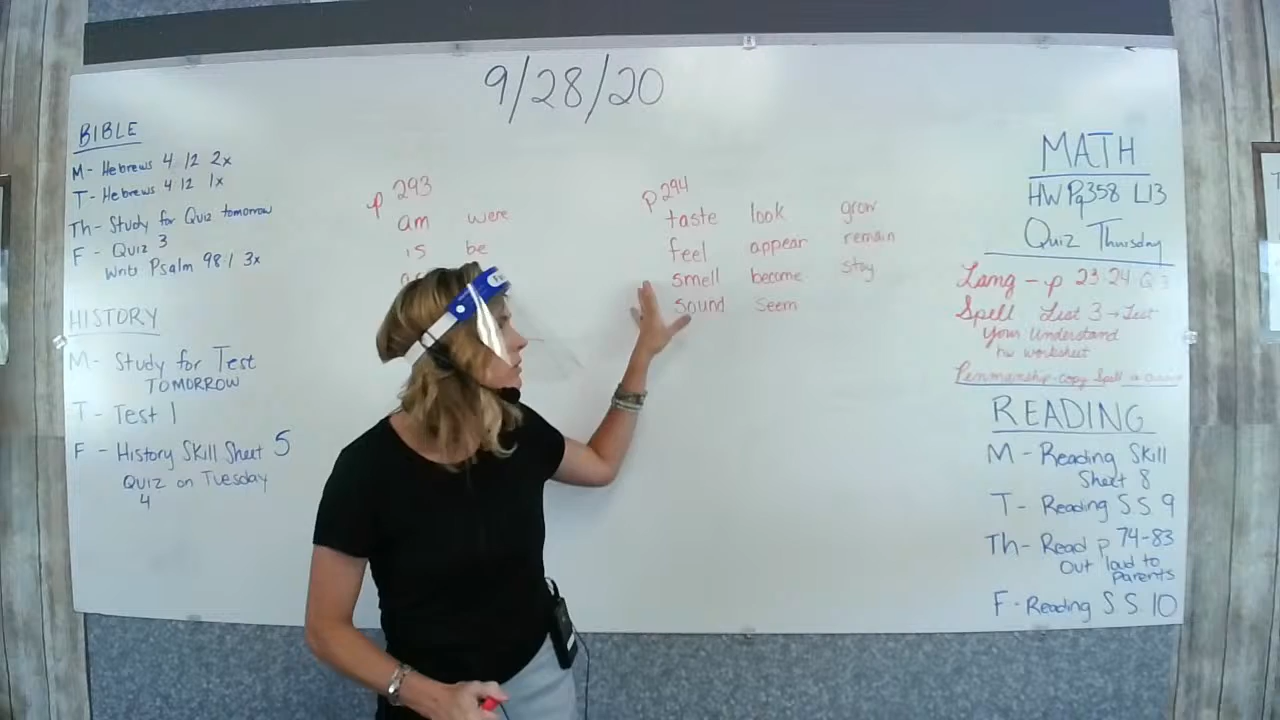 9/28/20
BIBLE
M- Hebrews 4 12 2x
T- Hebrews 4 12 1x
Th- Study for Quiz tomorrow
F - Quiz 3
Write Psalm 98:1 3x
HISTORY
M- Study for Test
TOMORROW
T - Test 1
F - History Skill Sheet 5
QUIZ on Tuesday
4
p 293
am were
is be
p 294
taste look grow
feel appear remain
smell become stay
sound seem
MATH
HW Pg358 L13
Quiz Thursday
Lang - p 23-24
Spell List 3 → Test
Your Understand
hw worksheet
Penmanship-copy Spell
READING
M - Reading Skill
Sheet 8
T- Reading S.S 9
Th- Read p 74-83
Out loud to
Parents
F - Reading S S 10